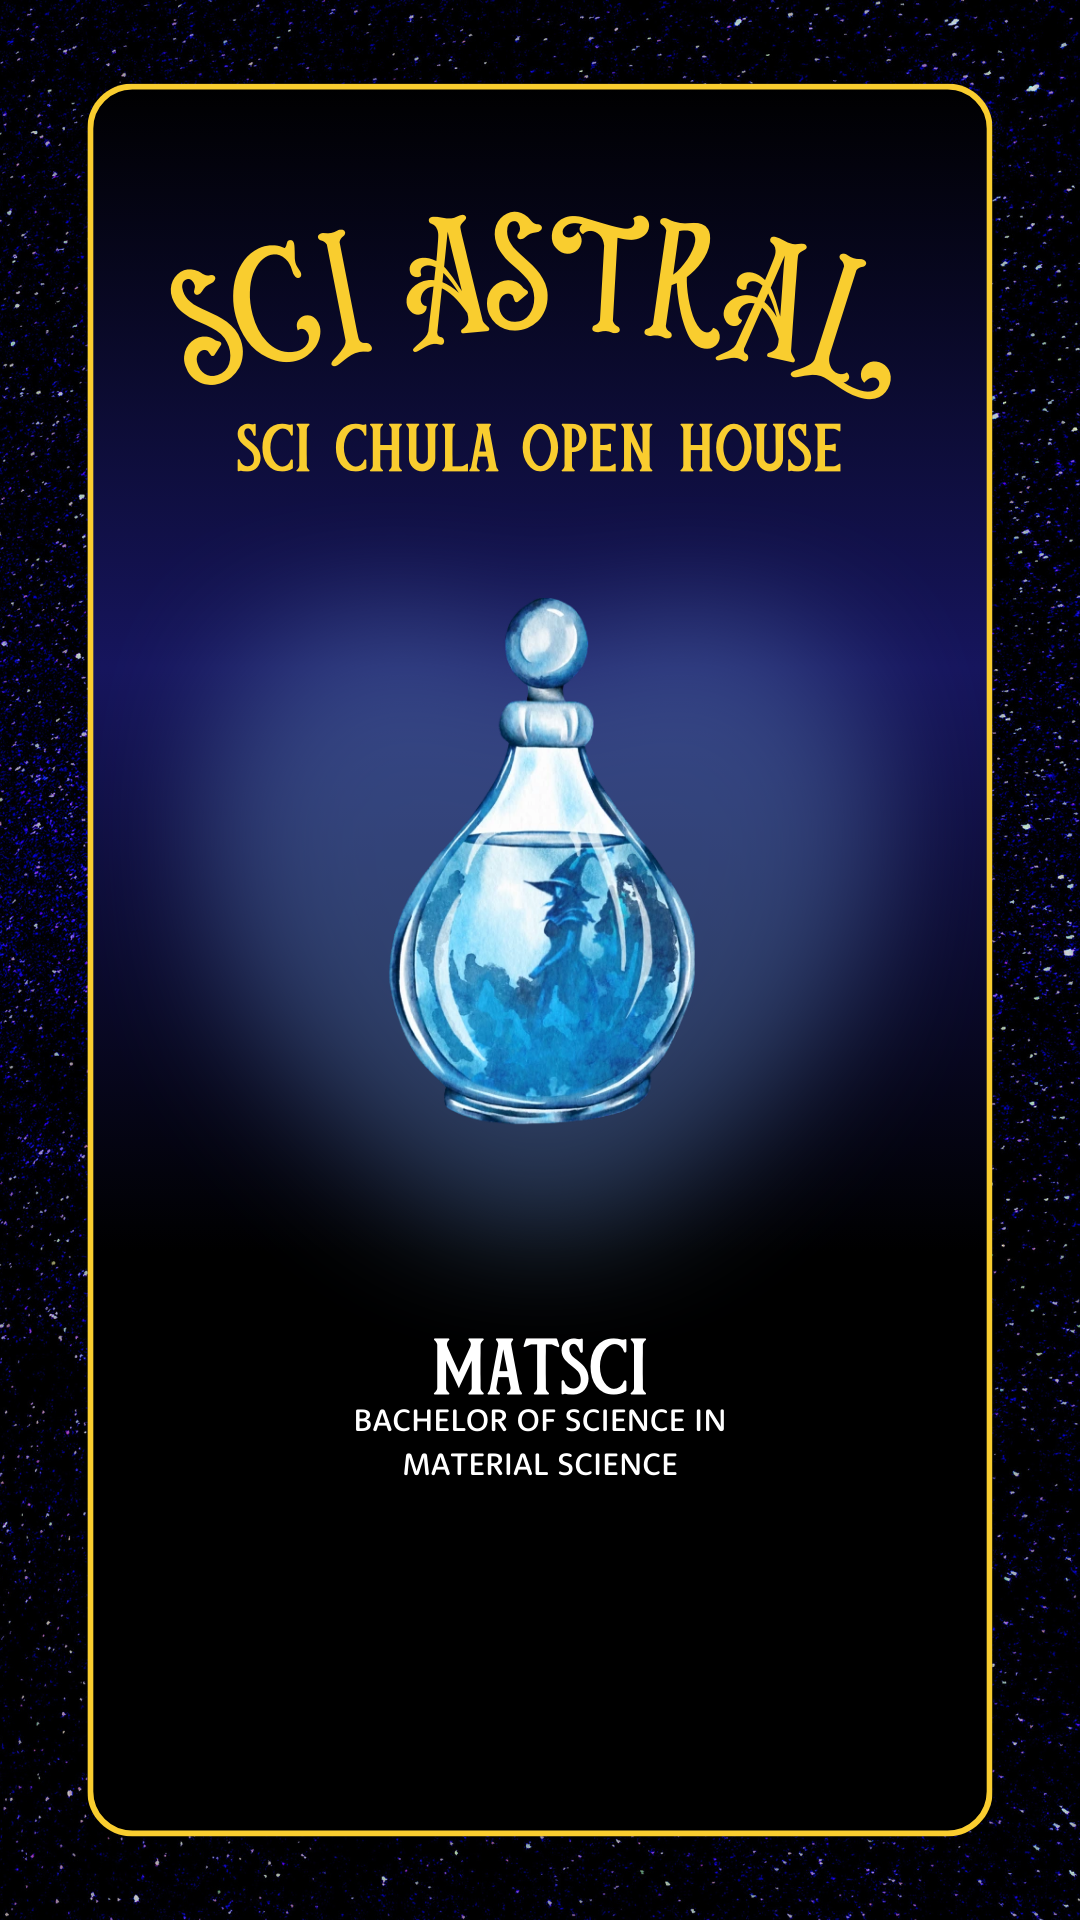 SCI ASTRAL
SCI CHULA OPEN HOUSE
MATSCI
BACHELOR OF SCIENCE IN
MATERIAL SCIENCE